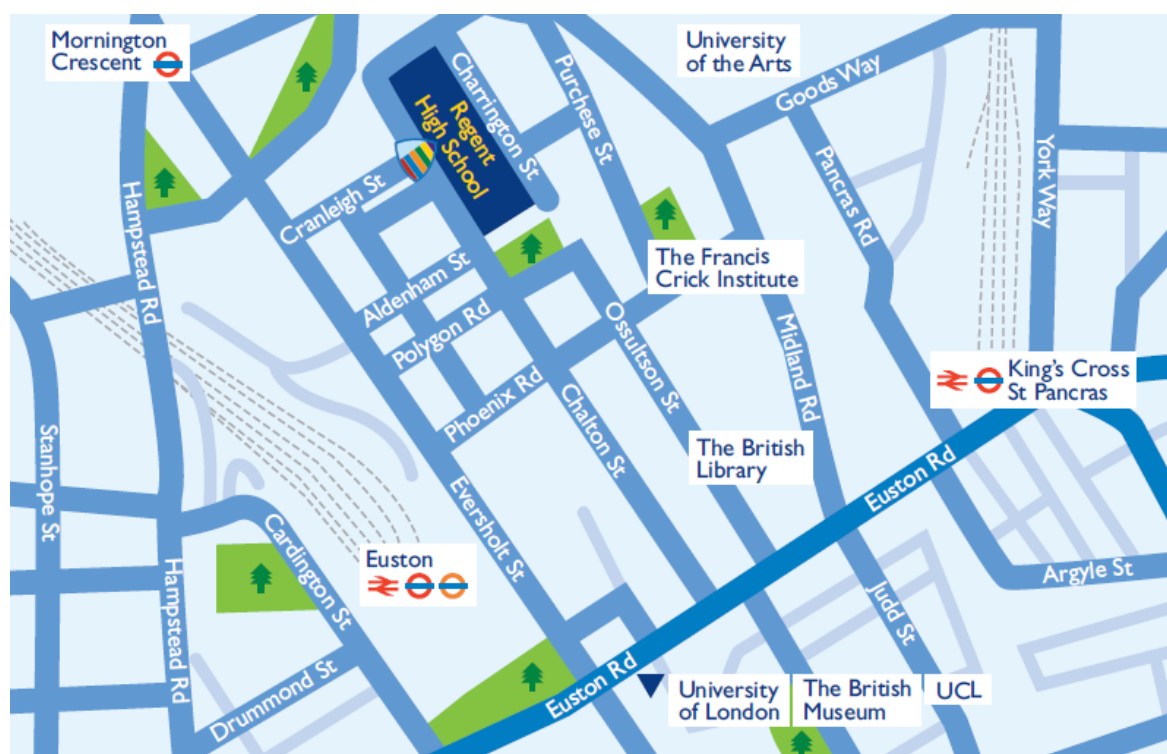 Mornington
Crescent
University
of the Arts
Goods Way
Charrington St
Purchese St
Regent
High School
Pancras Rd
York Way
Cranleigh St
Hampstead Rd
The Francis
Crick Institute
Aldenham St
Polygon Rd
Ossultson St
Midland Rd
King's Cross
St Pancras
Phoenix Rd
Chalton St
Stanhope St
The British
Library
Euston Rd
Eversholt St
Cardington St
Euston
Hampstead Rd
Argyle St
Judd St
Drummond St
Euston Rd
University
of London
The British
Museum
UCL